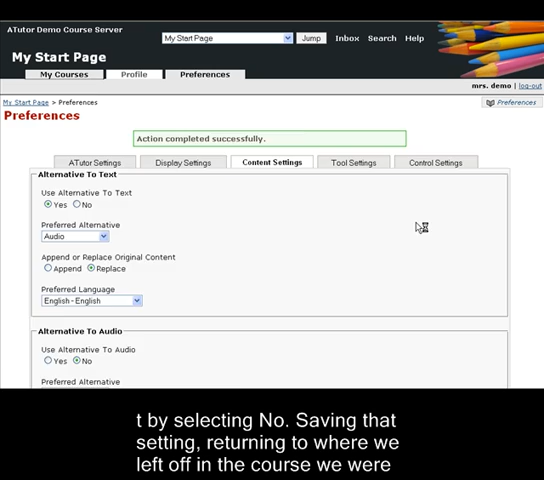 ATutor Demo Course Server
My Start Page
Jump
Inbox
Search
Help
My Start Page
My Courses
Profile
Preferences
mrs. demo | log-out
My Start Page > Preferences
Preferences
Preferences
Action completed successfully.
ATutor Settings
Display Settings
Content Settings
Tool Settings
Control Settings
Alternative To Text
Use Alternative To Text
Yes No
Preferred Alternative
Audio
Append or Replace Original Content
Append Replace
Preferred Language
English - English
Alternative To Audio
Use Alternative To Audio
Yes No
Preferred Alternative
t by selecting No. Saving that
setting, returning to where we
left off in the course we were